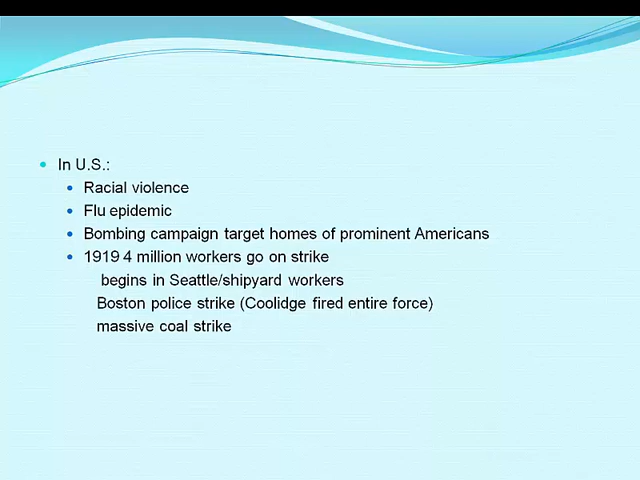 In U.S.:
Racial violence
Flu epidemic
Bombing campaign target homes of prominent Americans
1919 4 million workers go on strike
begins in Seattle/shipyard workers
Boston police strike (Coolidge fired entire force)
massive coal strike